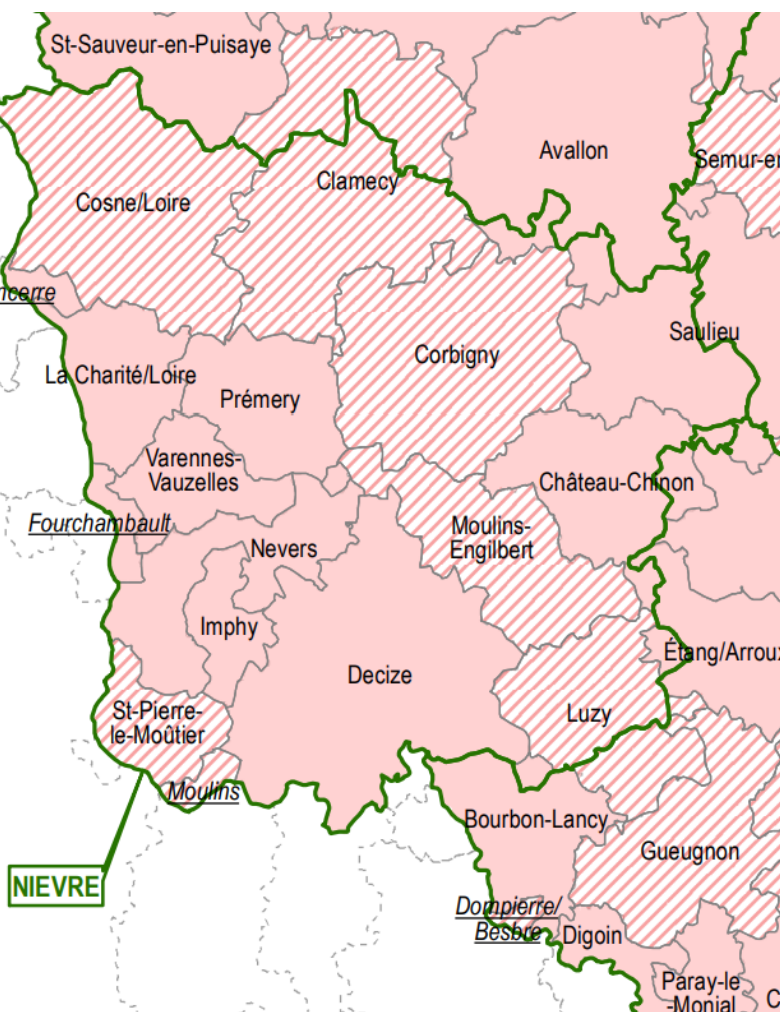 St-Sauveur-en-Puisaye
Avallon
Semur-en
Clamecy
Cosne/Loire
ncerre
Saulieu
Corbigny
La Charité/Loire
Prémery
Varennes-
Vauzelles
Château-Chinon
Fourchambault
Moulins-
Engilbert
Nevers
Imphy
Étang/Arroux
Decize
St-Pierre-
le-Moûtier
Luzy
Moulins
Bourbon-Lancy
Gueugnon
NIEVRE
Dompierre/
Besbre
Digoin
Paray-le
-Monial
C